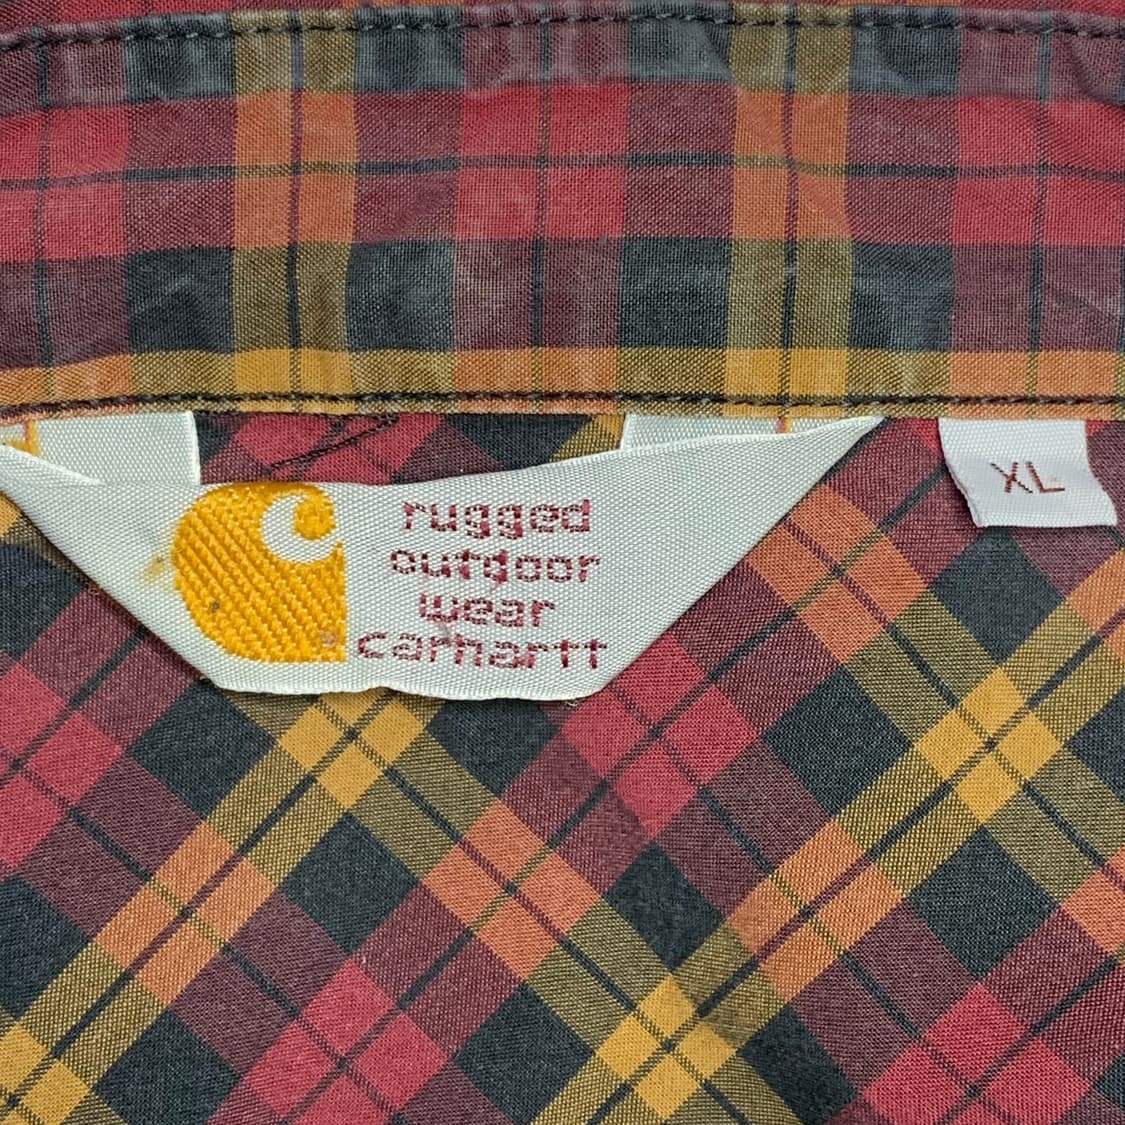 rugged
outdoor
wear
carhartt
XL